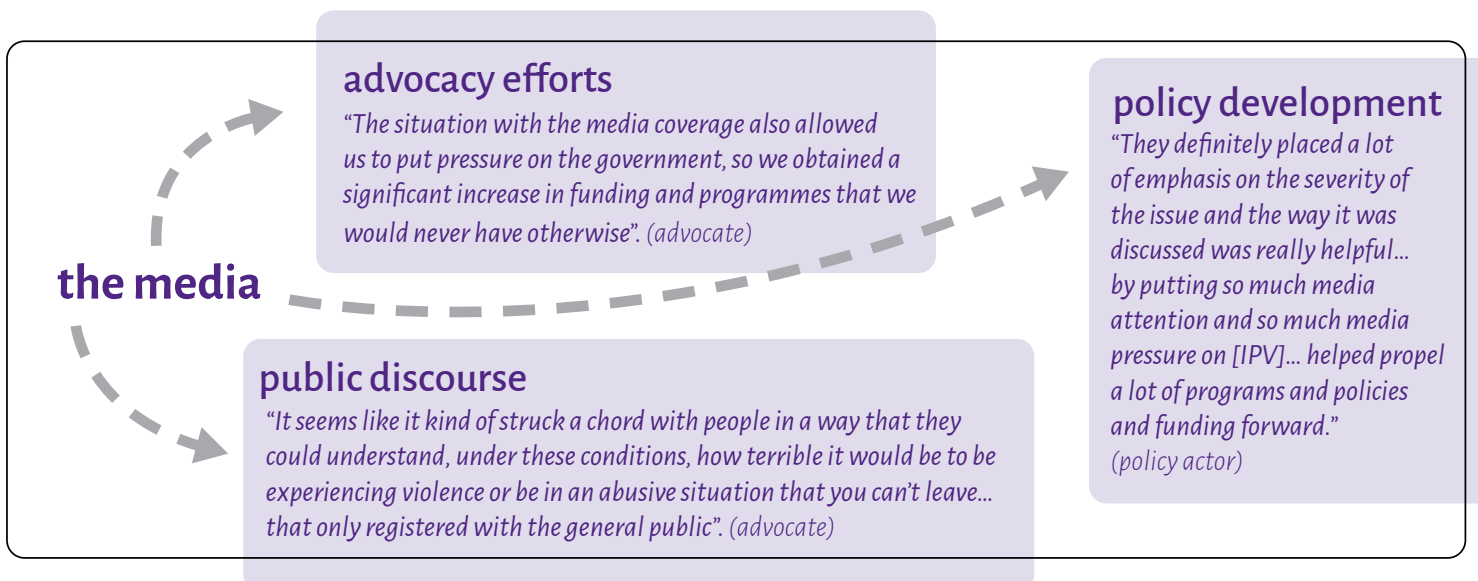 the media
advocacy efforts
“The situation with the media coverage also allowed
us to put pressure on the government, so we obtained a
significant increase in funding and programmes that we
would never have otherwise”. (advocate)
public discourse
“It seems like it kind of struck a chord with people in a way that they
could understand, under these conditions, how terrible it would be to be
experiencing violence or be in an abusive situation that you can’t leave...
that only registered with the general public”. (advocate)
policy development
“They definitely placed a lot
of emphasis on the severity of
the issue and the way it was
discussed was really helpful...
by putting so much media
attention and so much media
pressure on [IPV]... helped propel
a lot of programs and policies
and funding forward.”
(policy actor)